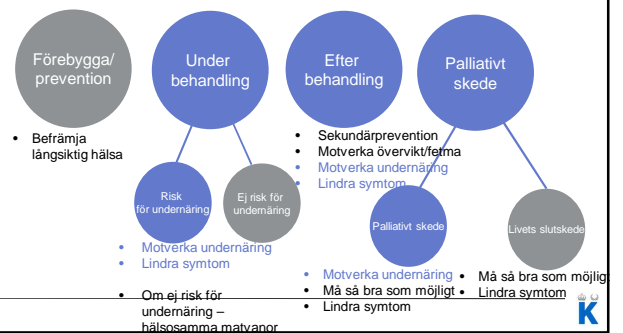 Förebygga/
prevention
Under
behandling
Efter
behandling
Palliativt
skede
• Befrämja
långsiktig hälsa
• Sekundärprevention
• Motverka övervikt/fetma
• Motverka undernäring
• Lindra symtom
Risk
för undernäring
Ej risk för
undernäring
Palliativt skede
Livets slutskede
• Motverka undernäring
• Lindra symtom
• Om ej risk för
undernäring –
hälsosamma matvanor
• Motverka undernäring
• Må så bra som möjligt
• Lindra symtom
• Må så bra som möjligt
• Lindra symtom
K